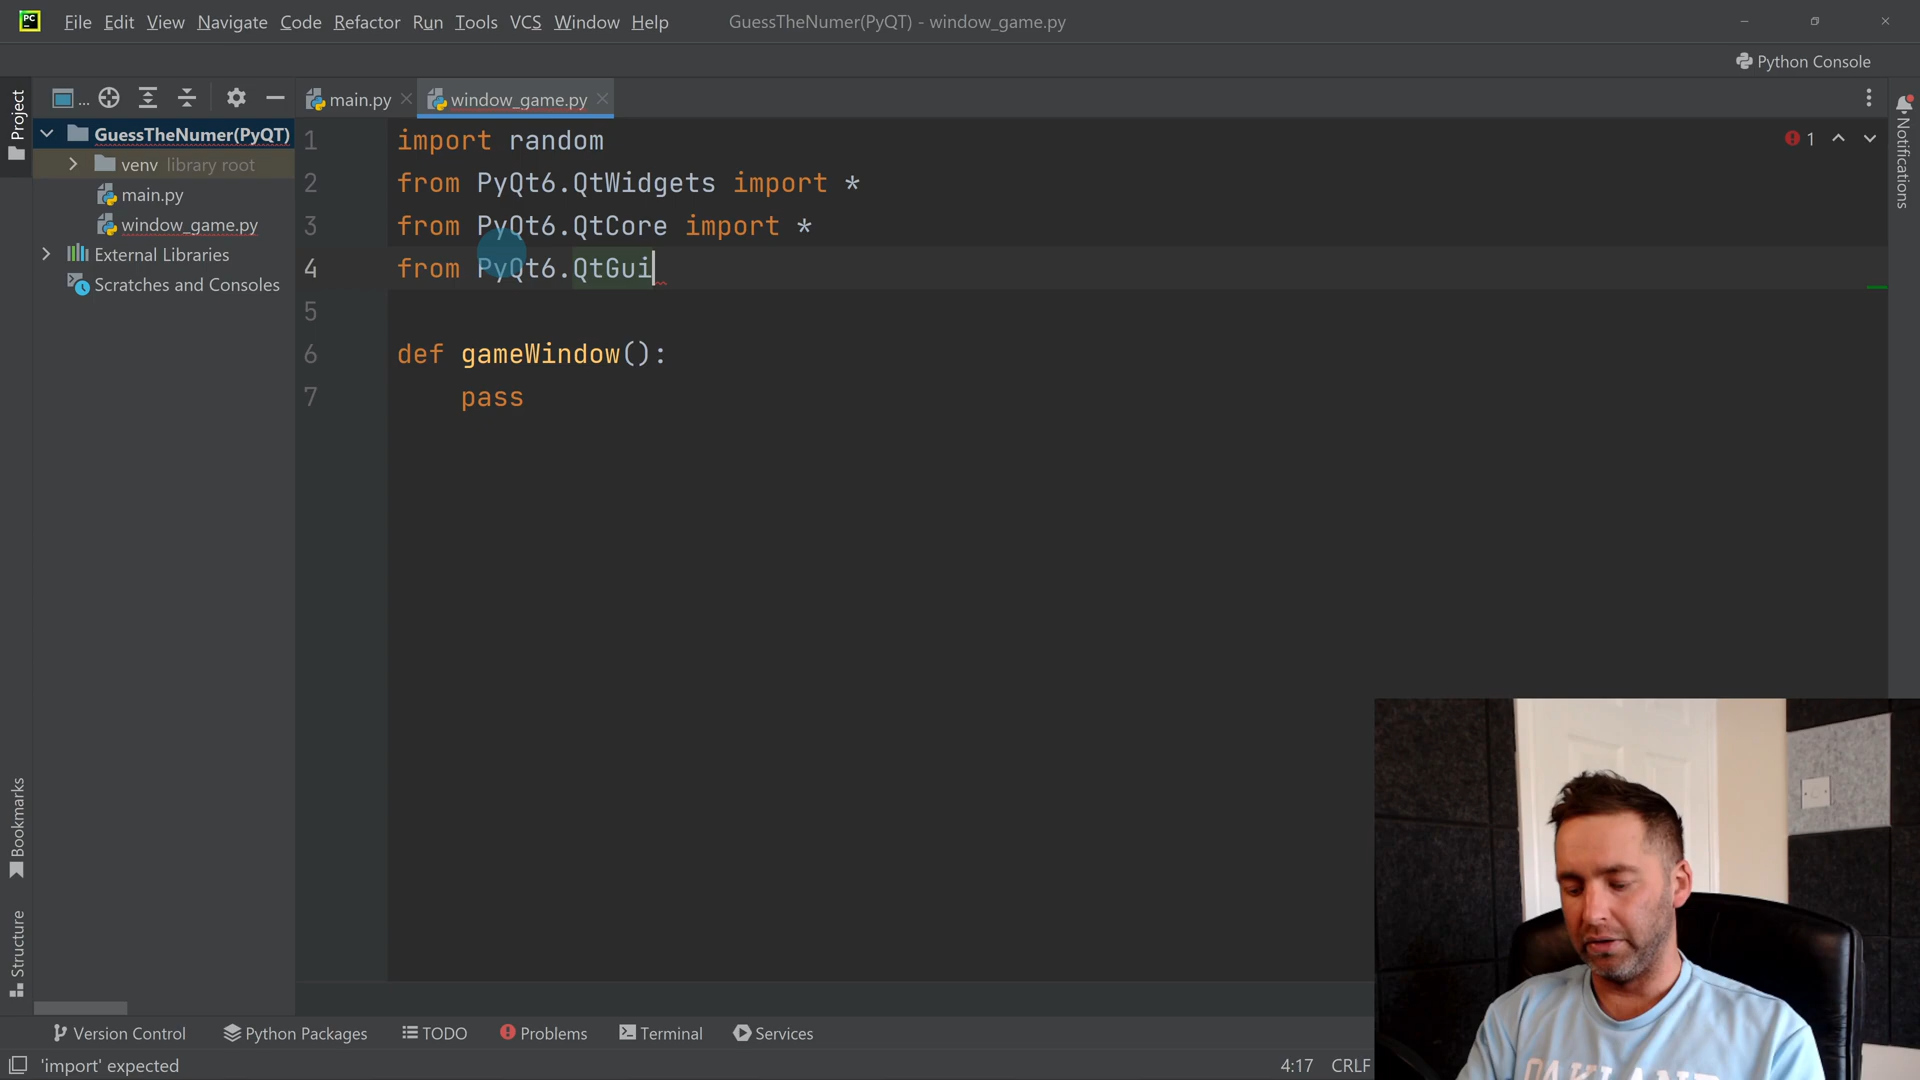 PC File Edit View Navigate Code Refactor Run Tools VCS Window Help GuessTheNumer(PyQT) - window_game.py
Python Console
Project
... main.py window_game.py
GuessTheNumer(PyQT)
venv library root
main.py
window_game.py
External Libraries
Scratches and Consoles
1 import random
2 from PyQt6.QtWidgets import *
3 from PyQt6.QtCore import *
4 from PyQt6.QtGui
5
6 def gameWindow():
7 pass
1
Notifications
Bookmarks
Structure
Version Control Python Packages TODO Problems Terminal Services
'import' expected 4:17 CRLF
OAKLAND